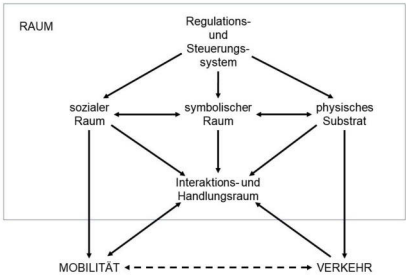 RAUM
Regulations-
und
Steuerungs-
system
sozialer
Raum
symbolischer
Raum
physisches
Substrat
Interaktions- und
Handlungsraum
MOBILITÄT
VERKEHR